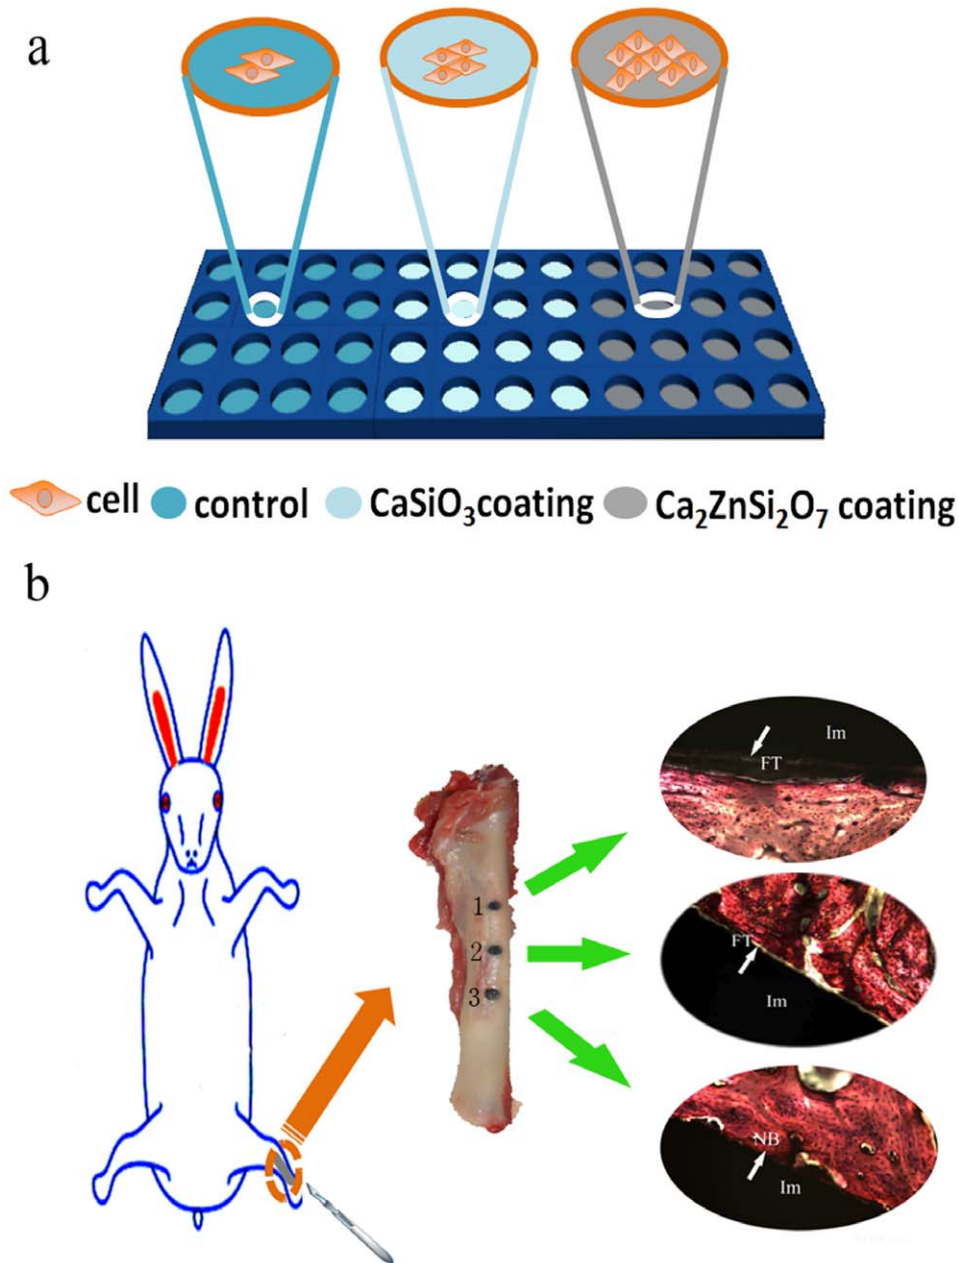 a
cell control CaSiO₃coating Ca₂ZnSi₂O₇ coating
b
Im
FT
1
2
3
FT
Im
NB
Im